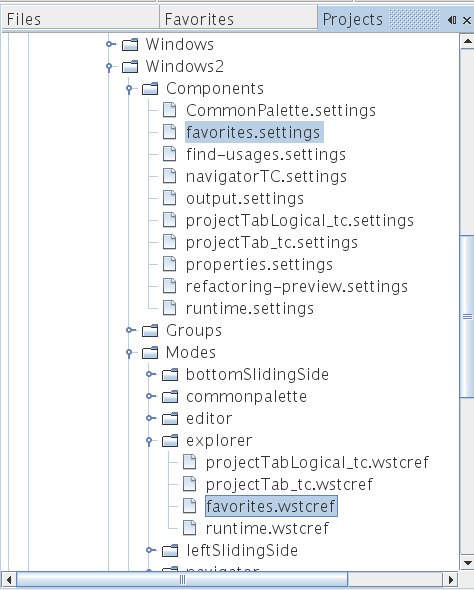 Files Favorites Projects
Windows
Windows2
Components
CommonPalette.settings
favorites.settings
find-usages.settings
navigatorTC.settings
output.settings
projectTabLogical_tc.settings
projectTab_tc.settings
properties.settings
refactoring-preview.settings
runtime.settings
Groups
Modes
bottomSlidingSide
commonpalette
editor
explorer
projectTabLogical_tc.wstcref
projectTab_tc.wstcref
favorites.wstcref
runtime.wstcref
leftSlidingSide
navigator